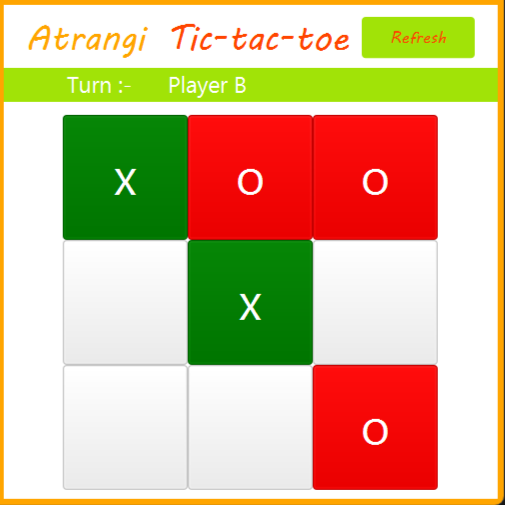 Atrangi Tic-tac-toe Refresh
Turn :- Player B
X O O
X
O